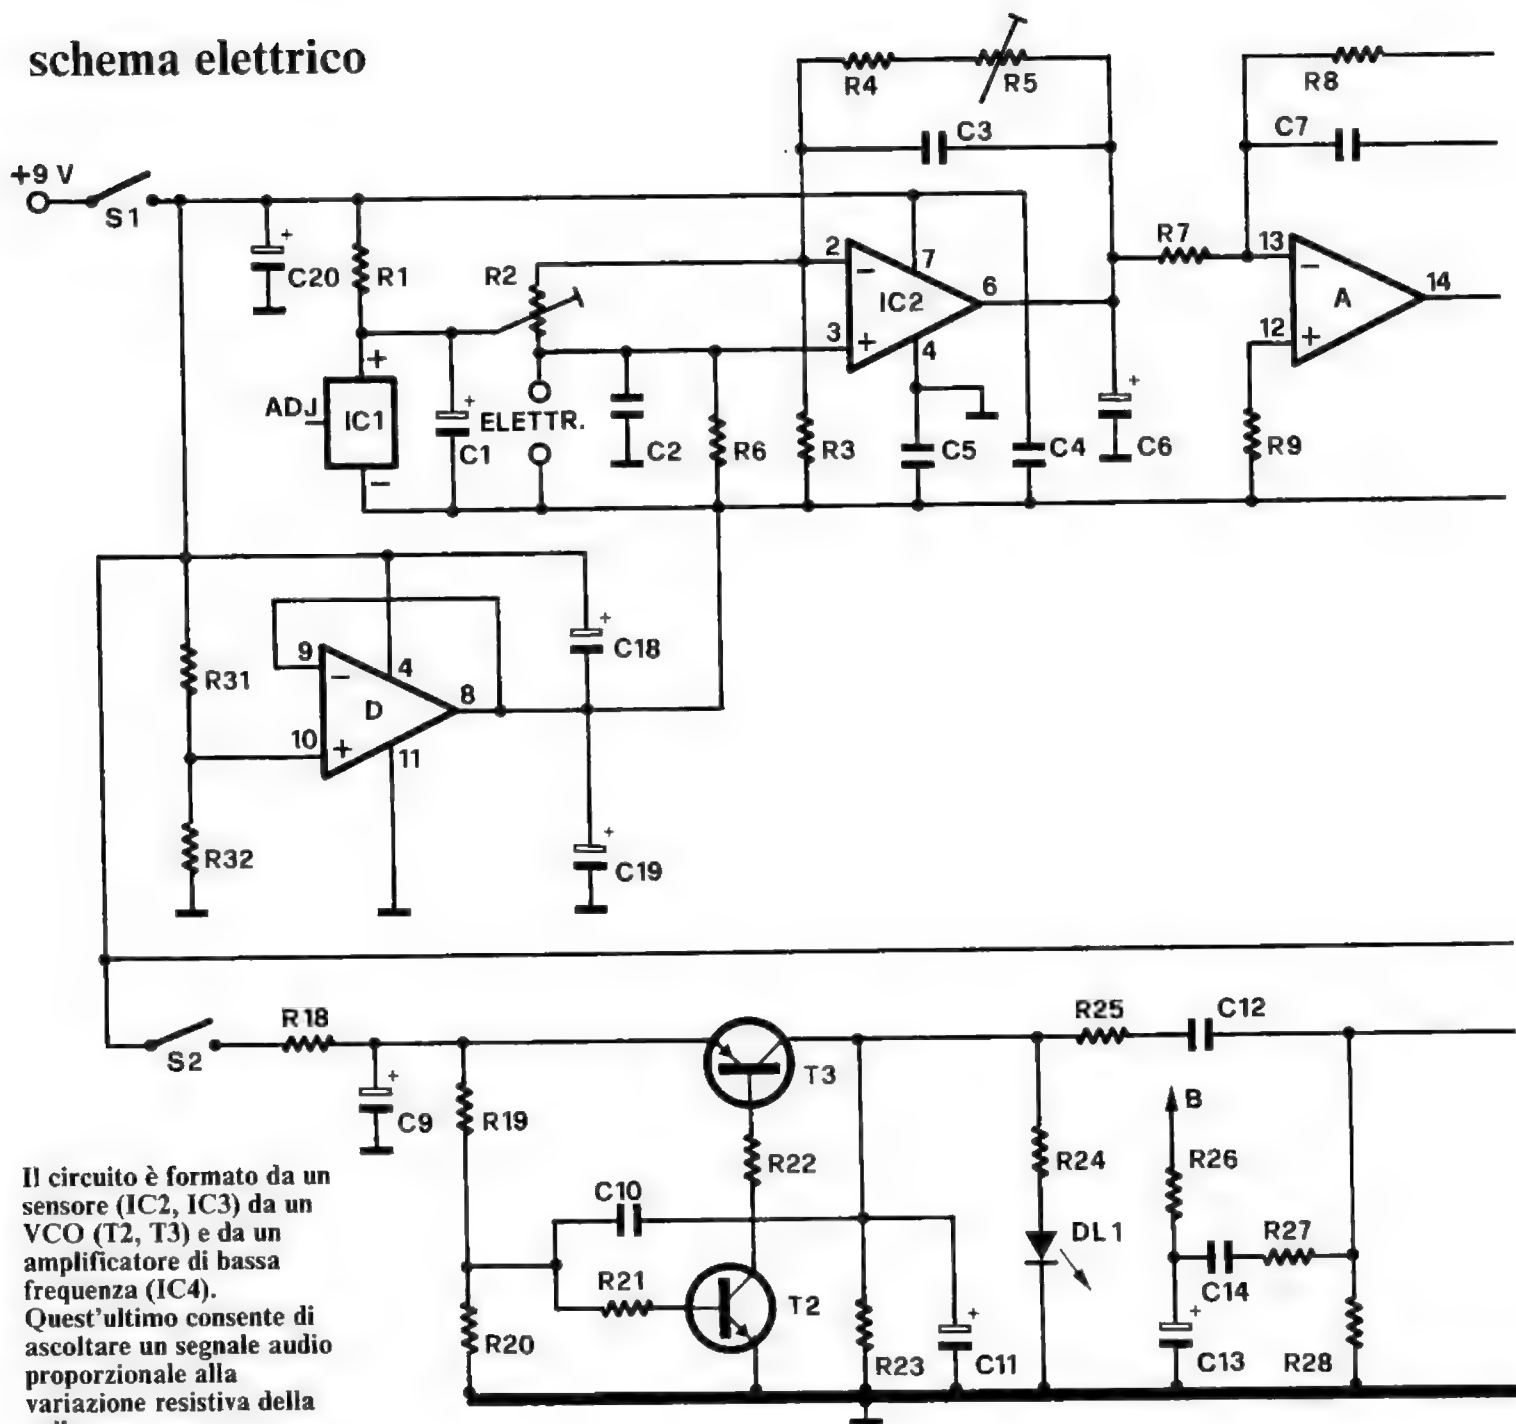 schema elettrico
R4
R5
R8
C3
C7
+9 V
S1
+
C20
R1
R2
2
−
7
IC2
6
3
+
4
R7
13
−
A
14
12
+
+
ADJ
IC1
−
+
C1
ELETTR.
C2
R6
R3
C5
C4
+
C6
R9
R31
9
−
4
D
8
10
+
11
+
C18
R32
+
C19
S2
R18
+
C9
R19
T3
R25
C12
B
R22
R24
R26
C10
DL1
R27
C14
R21
T2
R20
R23
+
C11
+
C13
R28
Il circuito è formato da un
sensore (IC2, IC3) da un
VCO (T2, T3) e da un
amplificatore di bassa
frequenza (IC4).
Quest'ultimo consente di
ascoltare un segnale audio
proporzionale alla
variazione resistiva della